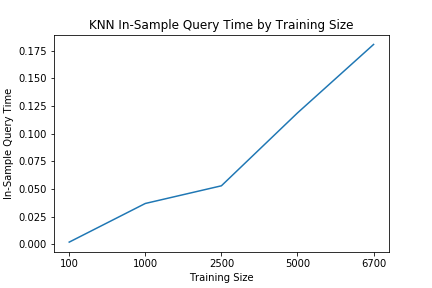 KNN In-Sample Query Time by Training Size
In-Sample Query Time
0.175
0.150
0.125
0.100
0.075
0.050
0.025
0.000
100 1000 2500 5000 6700
Training Size